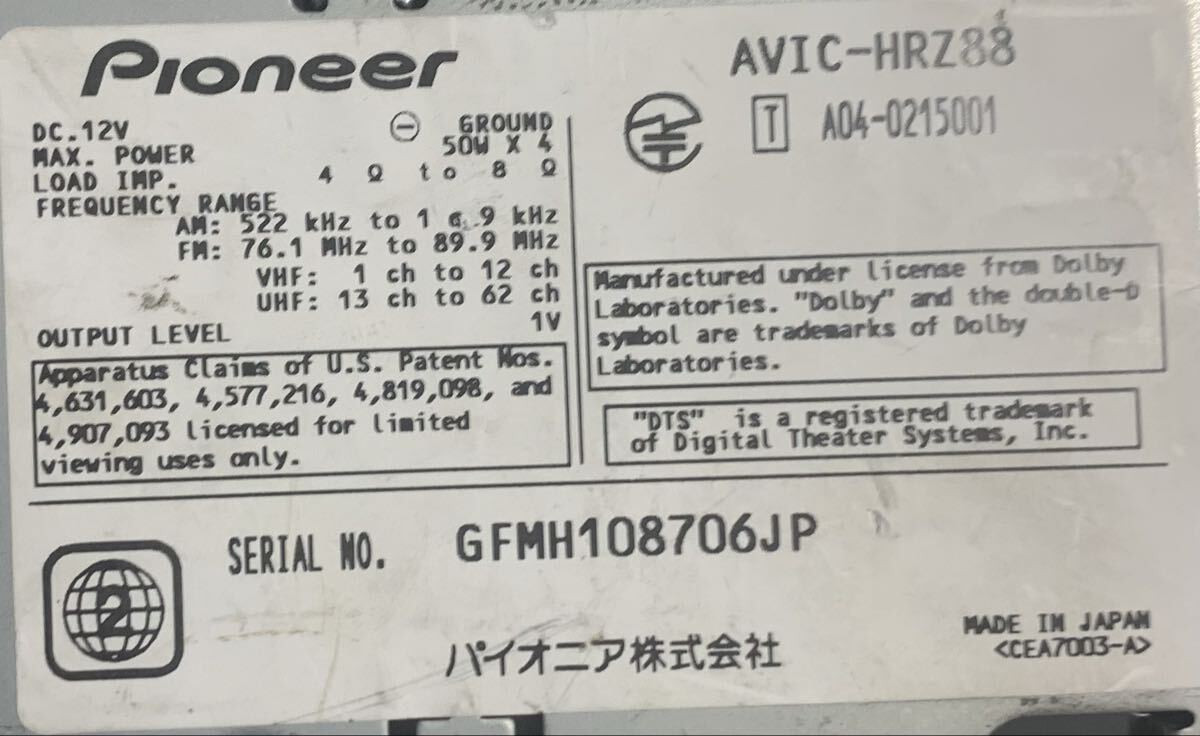 Pioneer
DC.12V ⊖ GROUND
MAX. POWER 50W X 4
LOAD IMP. 4 Ω to 8 Ω
FREQUENCY RANGE
AM: 522 kHz to 1 6.9 kHz
FM: 76.1 MHz to 89.9 MHz
VHF: 1 ch to 12 ch
UHF: 13 ch to 62 ch
OUTPUT LEVEL 1V
Apparatus Claims of U.S. Patent Nos.
4,631,603, 4,577,216, 4,819,098, and
4,907,093 licensed for limited
viewing uses only.
AVIC-HRZ88
T A04-0215001
Manufactured under license from Dolby
Laboratories. "Dolby" and the double-D
symbol are trademarks of Dolby
Laboratories.
"DTS" is a registered trademark
of Digital Theater Systems, Inc.
2
SERIAL NO. GFMH108706JP
パイオニア株式会社
MADE IN JAPAN
<CEA7003-A>